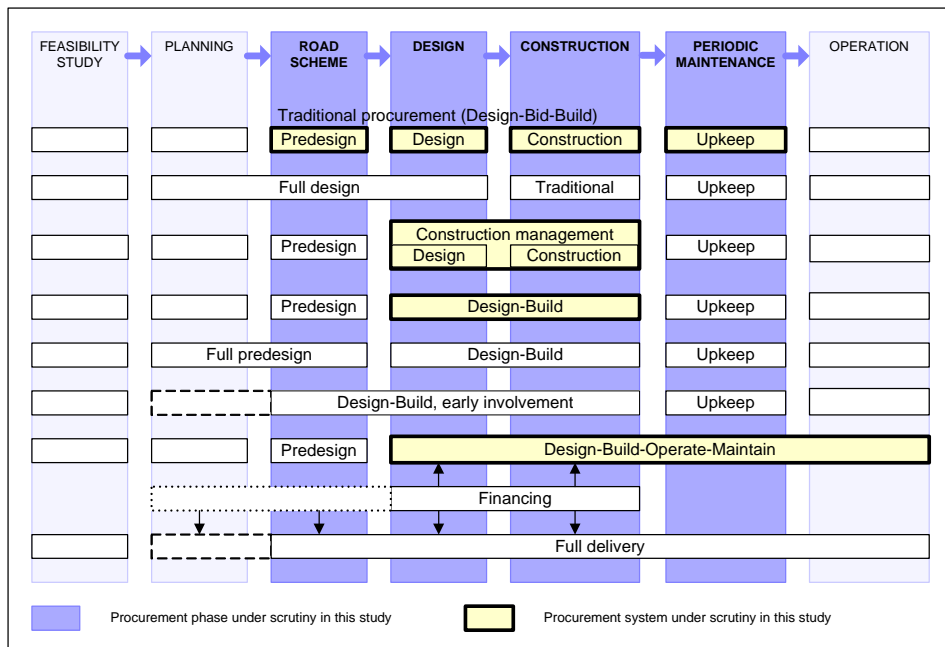 FEASIBILITY STUDY
PLANNING
ROAD SCHEME
DESIGN
CONSTRUCTION
PERIODIC MAINTENANCE
OPERATION
Traditional procurement (Design-Bid-Build)
Predesign Design Construction Upkeep
Full design Traditional Upkeep
Construction management
Predesign Design Construction Upkeep
Predesign Design-Build Upkeep
Full predesign Design-Build Upkeep
Design-Build, early involvement Upkeep
Predesign Design-Build-Operate-Maintain
Financing
Full delivery
Procurement phase under scrutiny in this study
Procurement system under scrutiny in this study